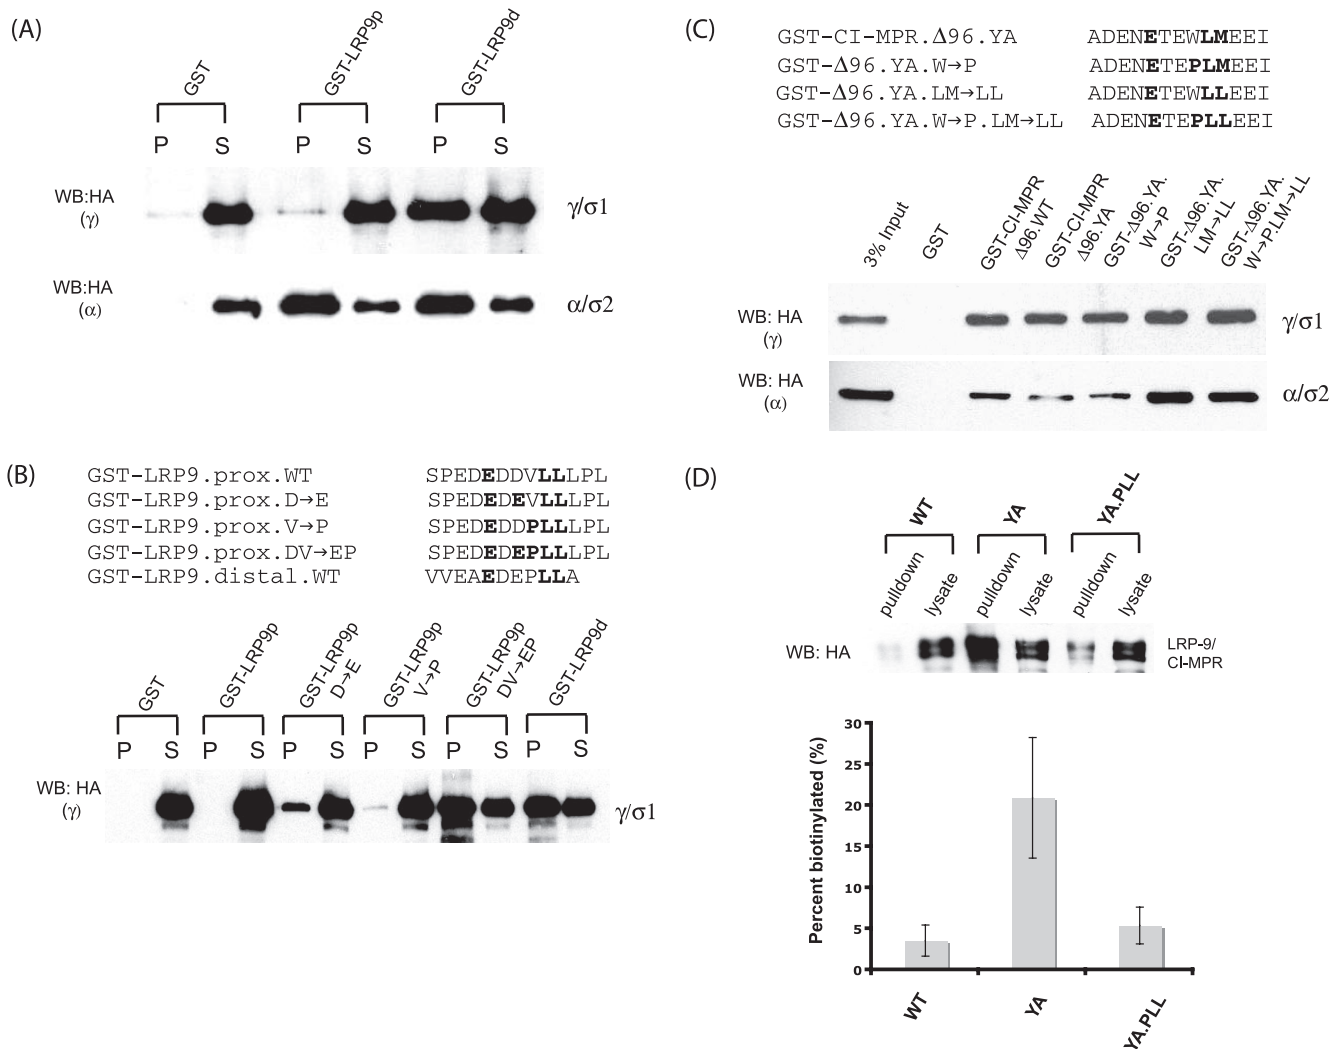 (A)
GST
GST-LRP9p
GST-LRP9d
P S P S P S
WB:HA
(γ)
γ/σ1
WB:HA
(α)
α/σ2
(B)
GST-LRP9.prox.WT SPEDEDDVLLLPL
GST-LRP9.prox.D→E SPEDEDEVLLLPL
GST-LRP9.prox.V→P SPEDEDDPLLLPL
GST-LRP9.prox.DV→EP SPEDEDEPLLLPL
GST-LRP9.distal.WT VVEAEDEPLLA
GST
GST-LRP9p
GST-LRP9p
D→E
GST-LRP9p
V→P
GST-LRP9p
DV→EP
GST-LRP9d
P S P S P S P S P S P S
WB: HA
(γ)
γ/σ1
(C)
GST-CI-MPR.Δ96.YA ADENETEWLMEEI
GST-Δ96.YA.W→P ADENETEPLMEEI
GST-Δ96.YA.LM→LL ADENETEWLLEEI
GST-Δ96.YA.W→P.LM→LL ADENETEPLLEEI
3% Input
GST
GST-CI-MPR
Δ96.WT
GST-CI-MPR
Δ96.YA
GST-Δ96.YA.
W→P
GST-Δ96.YA.
LM→LL
GST-Δ96.YA.
W→P.LM→LL
WB: HA
(γ)
γ/σ1
WB: HA
(α)
α/σ2
(D)
WT
YA
YA.PLL
pulldown
lysate
pulldown
lysate
pulldown
lysate
WB: HA
LRP-9/
CI-MPR
Percent biotinylated (%)
30
25
20
15
10
5
0
WT
YA
YA.PLL